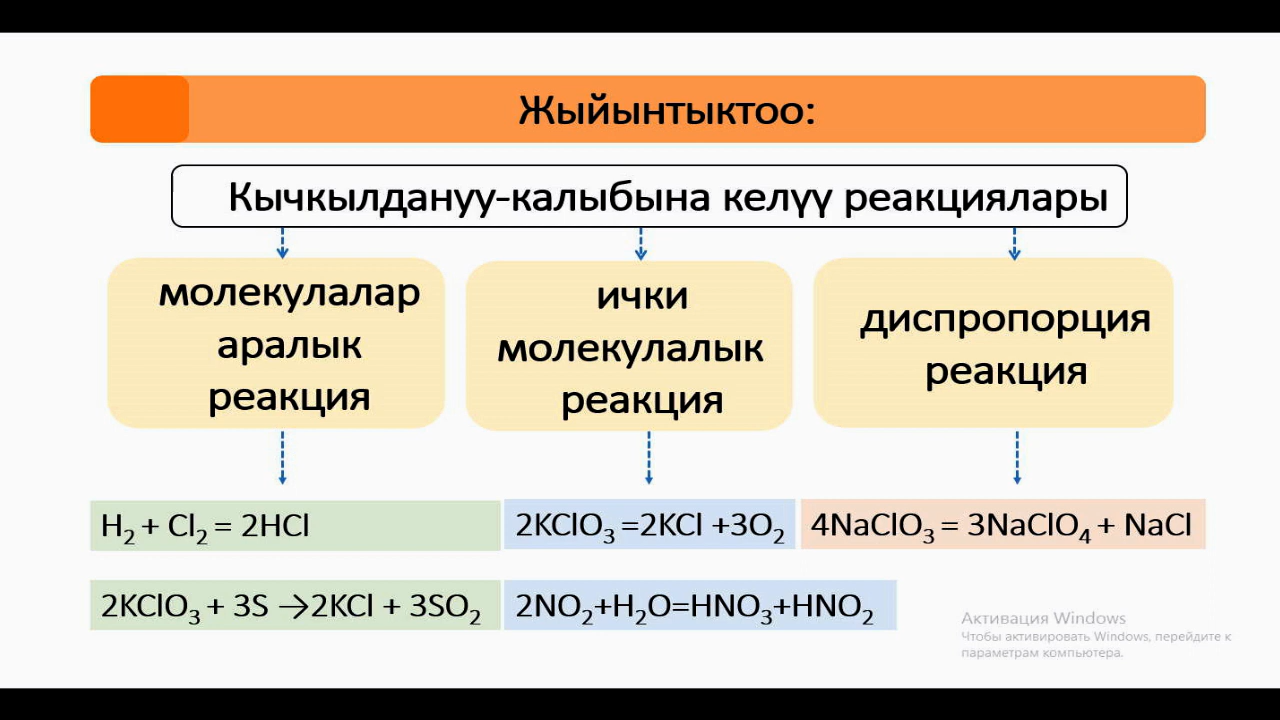 Жыйынтыктоо:
Кычкылдануу-калыбына келүү реакциялары
молекулалар
аралык
реакция
ички
молекулалык
реакция
диспропорция
реакция
H₂ + Cl₂ = 2HCl
2KClO₃ =2KCl +3O₂
4NaClO₃ = 3NaClO₄ + NaCl
2KClO₃ + 3S →2KCl + 3SO₂
2NO₂+H₂O=HNO₃+HNO₂
Активация Windows
Чтобы активировать Windows, перейдите к
параметрам компьютера.